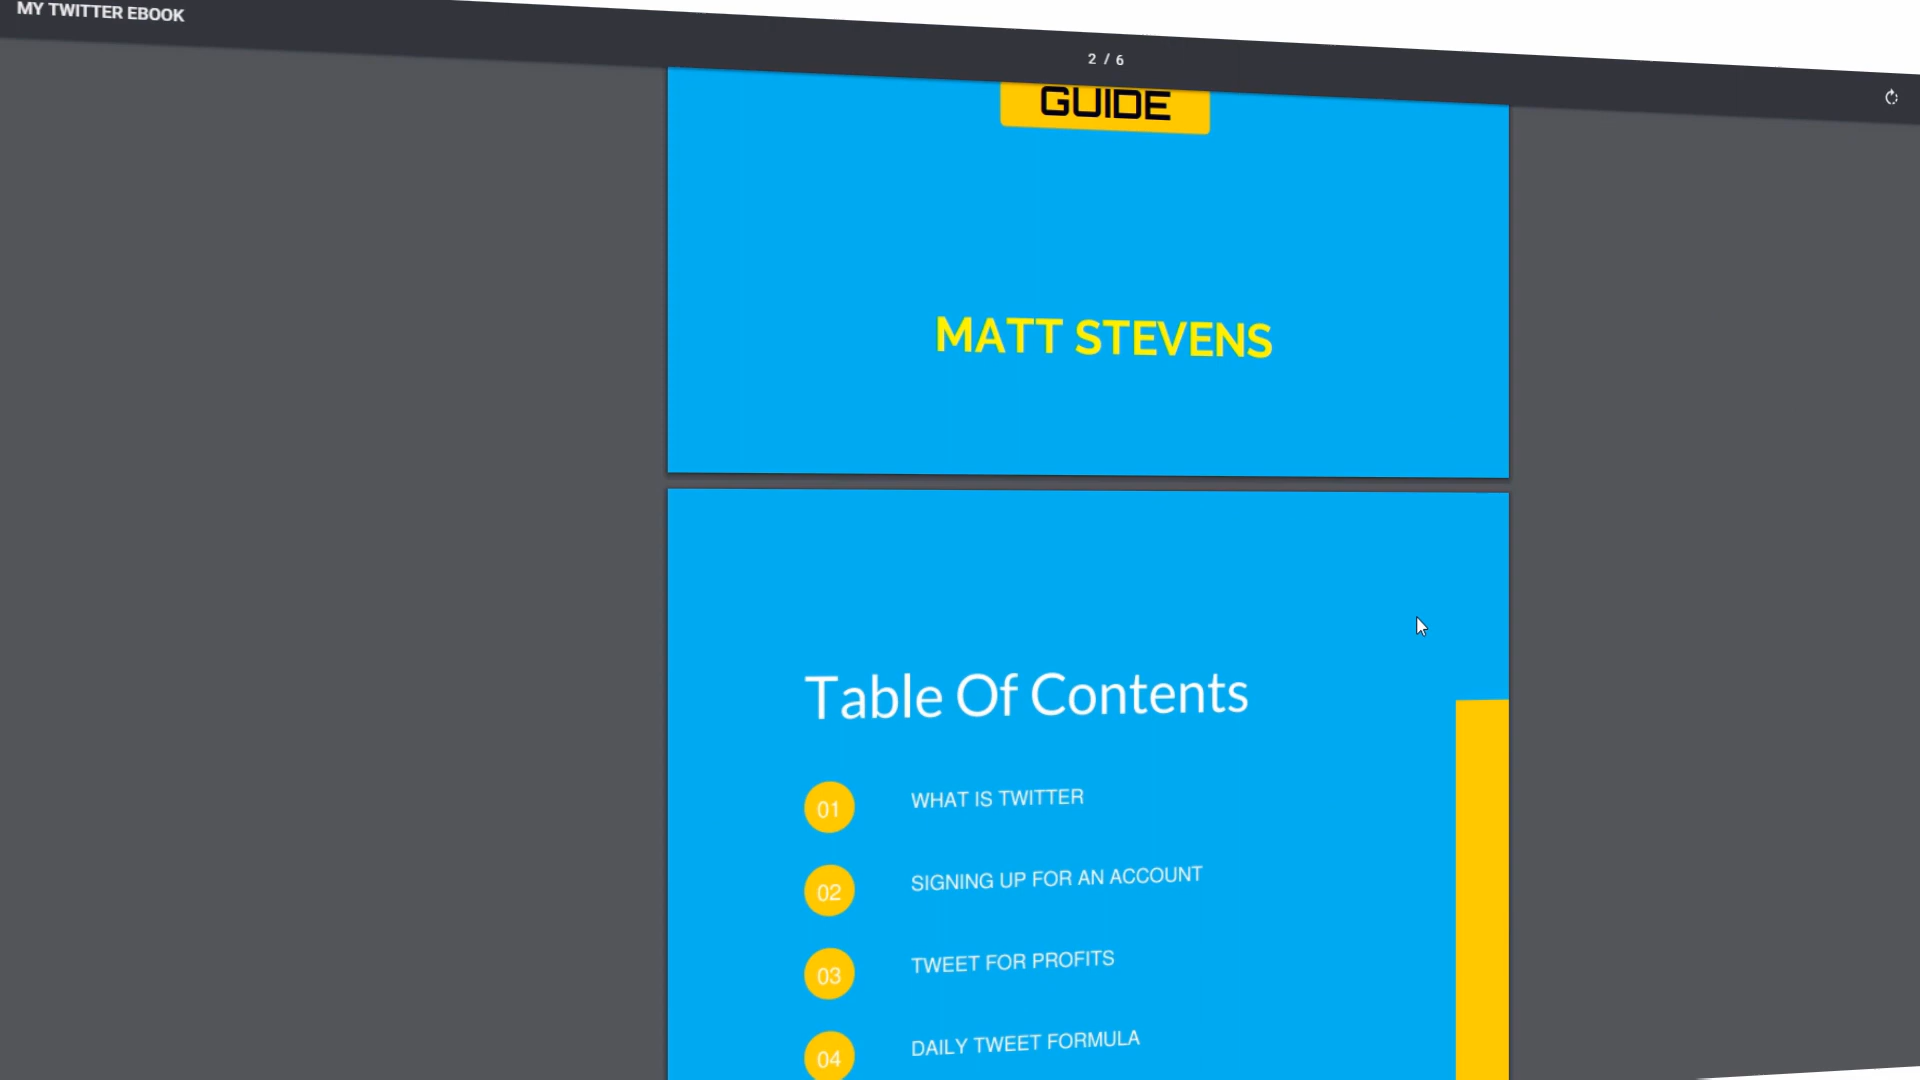 MY TWITTER EBOOK
2 / 6
GUIDE
MATT STEVENS
Table Of Contents
01 WHAT IS TWITTER
02 SIGNING UP FOR AN ACCOUNT
03 TWEET FOR PROFITS
04 DAILY TWEET FORMULA